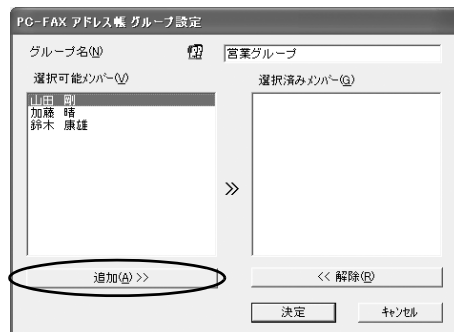 PC-FAX アドレス帳 グループ設定
グループ名(N) 営業グループ
選択可能メンバー(V) 選択済みメンバー(G)
山田 剛
加藤 晴
鈴木 康雄
追加(A) >> << 解除(R)
決定 キャンセル